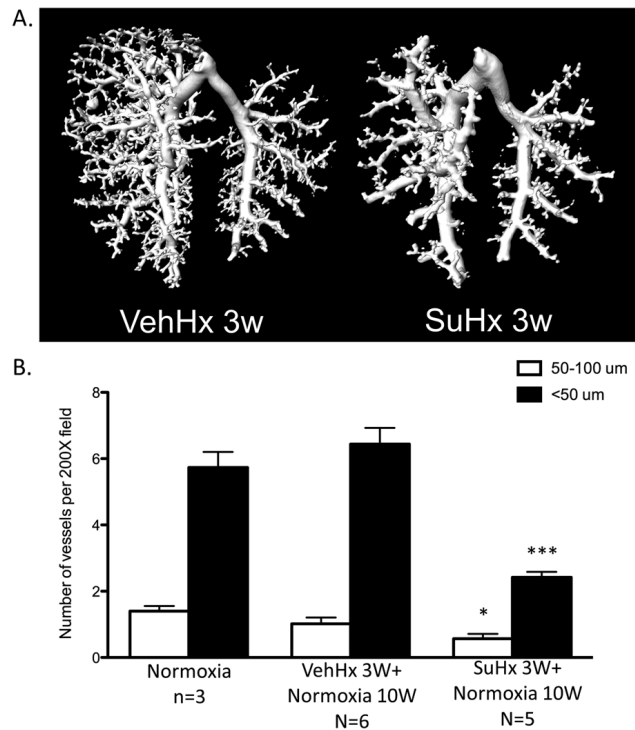 A.
VehHx 3w
SuHx 3w
B.
50-100 um
<50 um
Number of vessels per 200X field
8
6
4
2
0
*
***
Normoxia
n=3
VehHx 3W+
Normoxia 10W
N=6
SuHx 3W+
Normoxia 10W
N=5